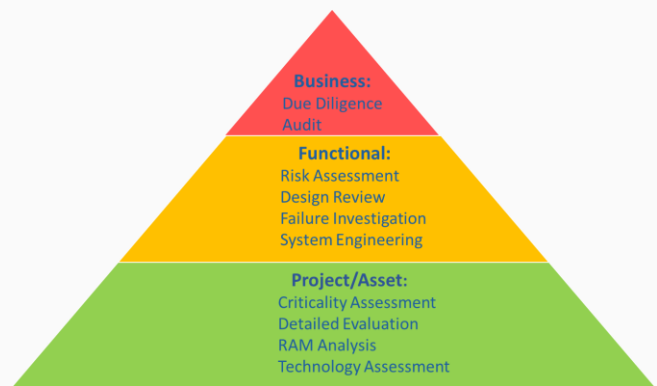 Business:
Due Diligence
Audit
Functional:
Risk Assessment
Design Review
Failure Investigation
System Engineering
Project/Asset:
Criticality Assessment
Detailed Evaluation
RAM Analysis
Technology Assessment